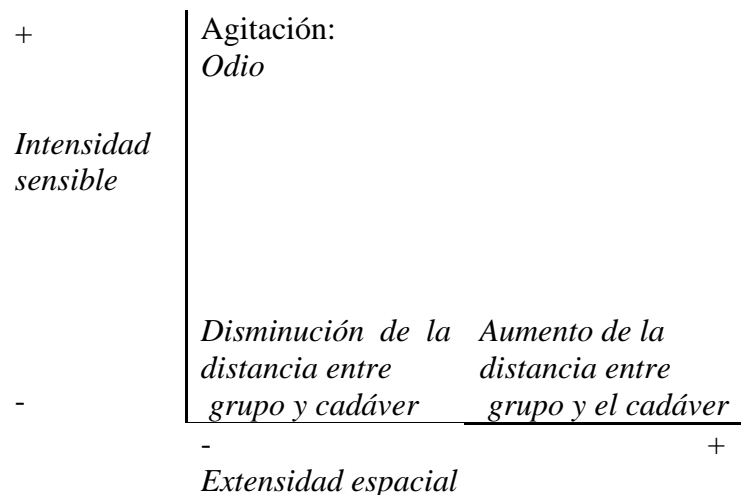 +
Agitación:
Odio
Intensidad
sensible
Disminución de la
distancia entre
grupo y cadáver
Aumento de la
distancia entre
grupo y el cadáver
-
- +
Extensidad espacial